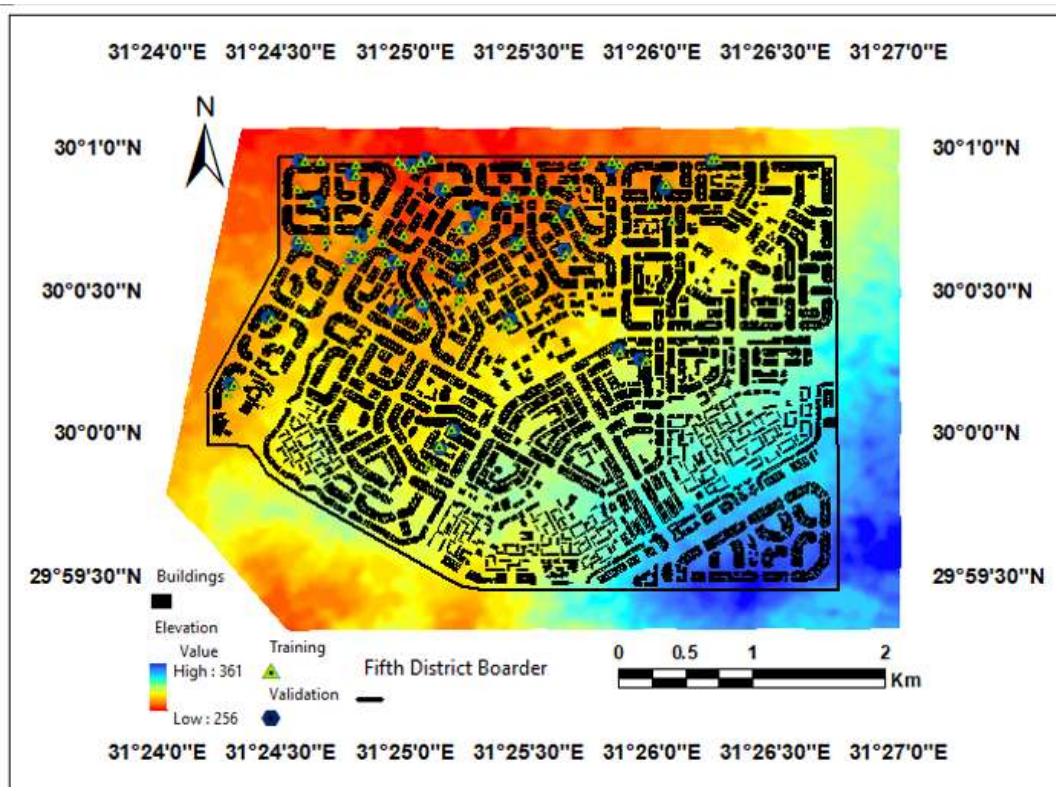 31°24'0"E 31°24'30"E 31°25'0"E 31°25'30"E 31°26'0"E 31°26'30"E 31°27'0"E
N
30°1'0"N 30°1'0"N
30°0'30"N 30°0'30"N
30°0'0"N 30°0'0"N
29°59'30"N 29°59'30"N
Buildings
Elevation
Value
High : 361
Low : 256
Training
Validation
Fifth District Boarder
0 0.5 1 2
Km
31°24'0"E 31°24'30"E 31°25'0"E 31°25'30"E 31°26'0"E 31°26'30"E 31°27'0"E